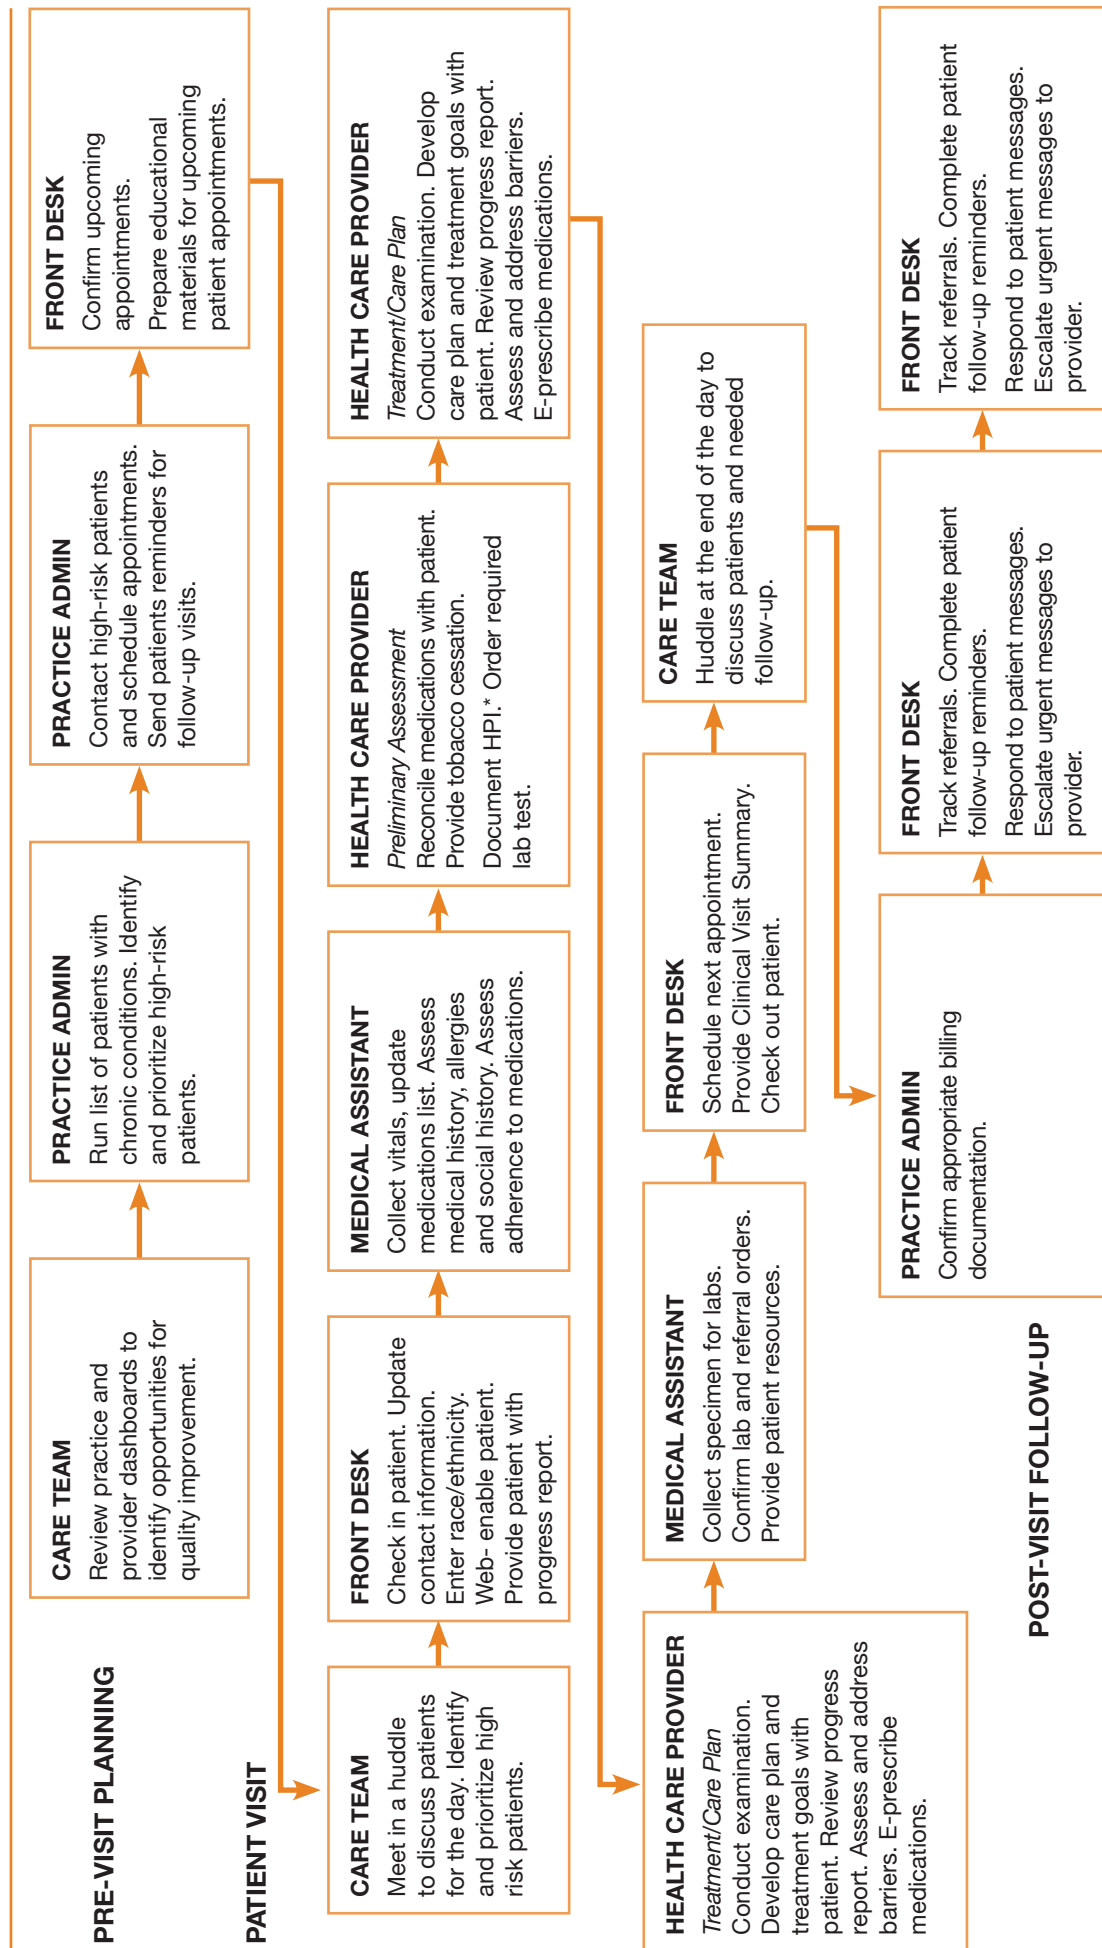 PRE-VISIT PLANNING
CARE TEAM
Review practice and
provider dashboards to
identify opportunities for
quality improvement.
PRACTICE ADMIN
Run list of patients with
chronic conditions. Identify
and prioritize high-risk
patients.
PRACTICE ADMIN
Contact high-risk patients
and schedule appointments.
Send patients reminders for
follow-up visits.
FRONT DESK
Confirm upcoming
appointments.
Prepare educational
materials for upcoming
patient appointments.
PATIENT VISIT
CARE TEAM
Meet in a huddle
to discuss patients
for the day. Identify
and prioritize high
risk patients.
FRONT DESK
Check in patient. Update
contact information.
Enter race/ethnicity.
Web- enable patient.
Provide patient with
progress report.
MEDICAL ASSISTANT
Collect vitals, update
medications list. Assess
medical history, allergies
and social history. Assess
adherence to medications.
HEALTH CARE PROVIDER
Preliminary Assessment
Reconcile medications with patient.
Provide tobacco cessation.
Document HPI.* Order required
lab test.
HEALTH CARE PROVIDER
Treatment/Care Plan
Conduct examination. Develop
care plan and treatment goals with
patient. Review progress report.
Assess and address barriers.
E-prescribe medications.
HEALTH CARE PROVIDER
Treatment/Care Plan
Conduct examination.
Develop care plan and
treatment goals with
patient. Review progress
report. Assess and address
barriers. E-prescribe
medications.
MEDICAL ASSISTANT
Collect specimen for labs.
Confirm lab and referral orders.
Provide patient resources.
FRONT DESK
Schedule next appointment.
Provide Clinical Visit Summary.
Check out patient.
CARE TEAM
Huddle at the end of the day to
discuss patients and needed
follow-up.
POST-VISIT FOLLOW-UP
PRACTICE ADMIN
Confirm appropriate billing
documentation.
FRONT DESK
Track referrals. Complete patient
follow-up reminders.
Respond to patient messages.
Escalate urgent messages to
provider.
FRONT DESK
Track referrals. Complete patient
follow-up reminders.
Respond to patient messages.
Escalate urgent messages to
provider.